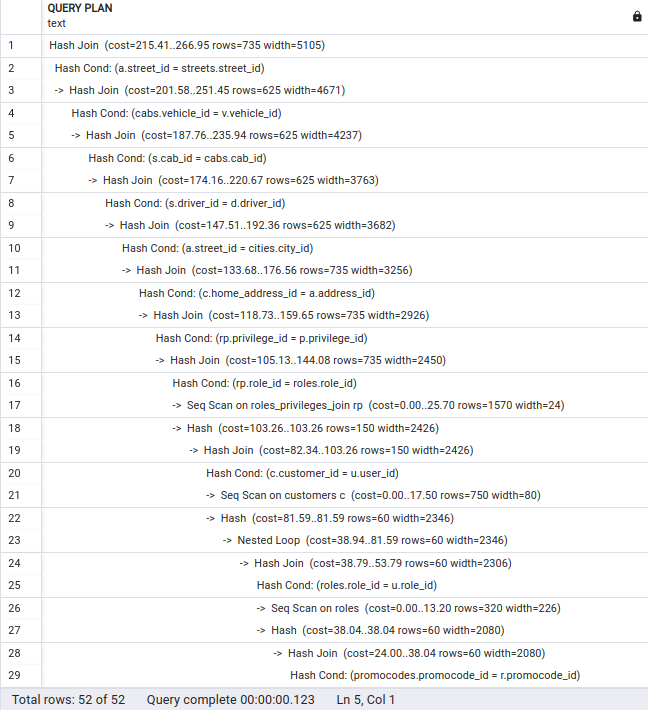 QUERY PLAN
text
1 Hash Join (cost=215.41..266.95 rows=735 width=5105)
2 Hash Cond: (a.street_id = streets.street_id)
3 -> Hash Join (cost=201.58..251.45 rows=625 width=4671)
4 Hash Cond: (cabs.vehicle_id = v.vehicle_id)
5 -> Hash Join (cost=187.76..235.94 rows=625 width=4237)
6 Hash Cond: (s.cab_id = cabs.cab_id)
7 -> Hash Join (cost=174.16..220.67 rows=625 width=3763)
8 Hash Cond: (s.driver_id = d.driver_id)
9 -> Hash Join (cost=147.51..192.36 rows=625 width=3682)
10 Hash Cond: (a.street_id = cities.city_id)
11 -> Hash Join (cost=133.68..176.56 rows=735 width=3256)
12 Hash Cond: (c.home_address_id = a.address_id)
13 -> Hash Join (cost=118.73..159.65 rows=735 width=2926)
14 Hash Cond: (rp.privilege_id = p.privilege_id)
15 -> Hash Join (cost=105.13..144.08 rows=735 width=2450)
16 Hash Cond: (rp.role_id = roles.role_id)
17 -> Seq Scan on roles_privileges_join rp (cost=0.00..25.70 rows=1570 width=24)
18 -> Hash (cost=103.26..103.26 rows=150 width=2426)
19 -> Hash Join (cost=82.34..103.26 rows=150 width=2426)
20 Hash Cond: (c.customer_id = u.user_id)
21 -> Seq Scan on customers c (cost=0.00..17.50 rows=750 width=80)
22 -> Hash (cost=81.59..81.59 rows=60 width=2346)
23 -> Nested Loop (cost=38.94..81.59 rows=60 width=2346)
24 -> Hash Join (cost=38.79..53.79 rows=60 width=2306)
25 Hash Cond: (roles.role_id = u.role_id)
26 -> Seq Scan on roles (cost=0.00..13.20 rows=320 width=226)
27 -> Hash (cost=38.04..38.04 rows=60 width=2080)
28 -> Hash Join (cost=24.00..38.04 rows=60 width=2080)
29 Hash Cond: (promocodes.promocode_id = r.promocode_id)
Total rows: 52 of 52 Query complete 00:00:00.123 Ln 5, Col 1